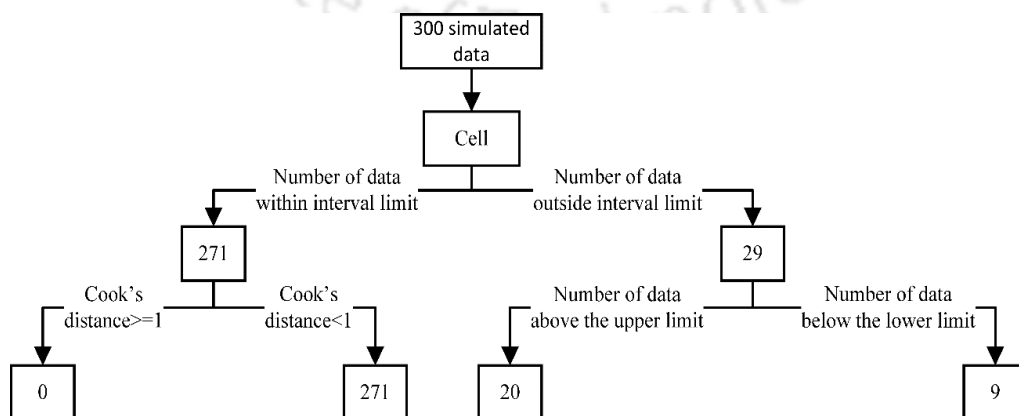 300 simulated
data
Cell
Number of data
within interval limit
Number of data
outside interval limit
271
29
Cook's
distance>=1
Cook's
distance<1
Number of data
above the upper limit
Number of data
below the lower limit
0
271
20
9